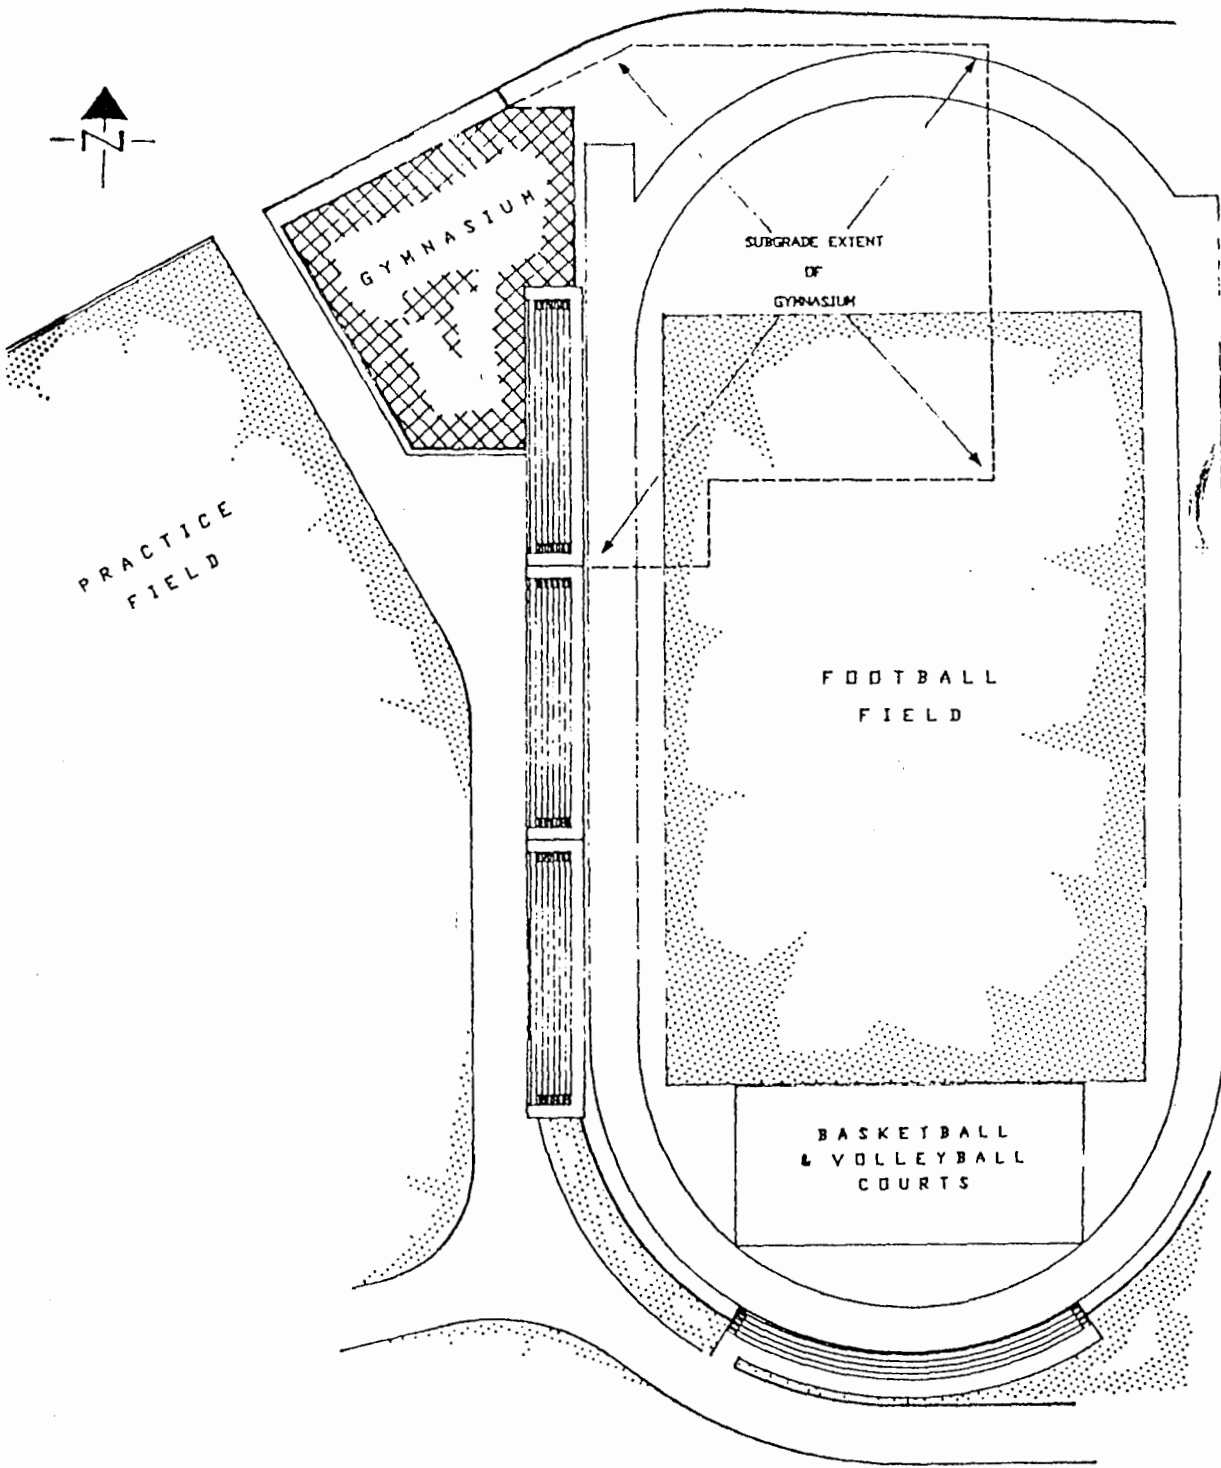 N
GYMNASIUM
SUBGRADE EXTENT
OF
GYMNASIUM
PRACTICE
FIELD
FOOTBALL
FIELD
BASKETBALL
& VOLLEYBALL
COURTS